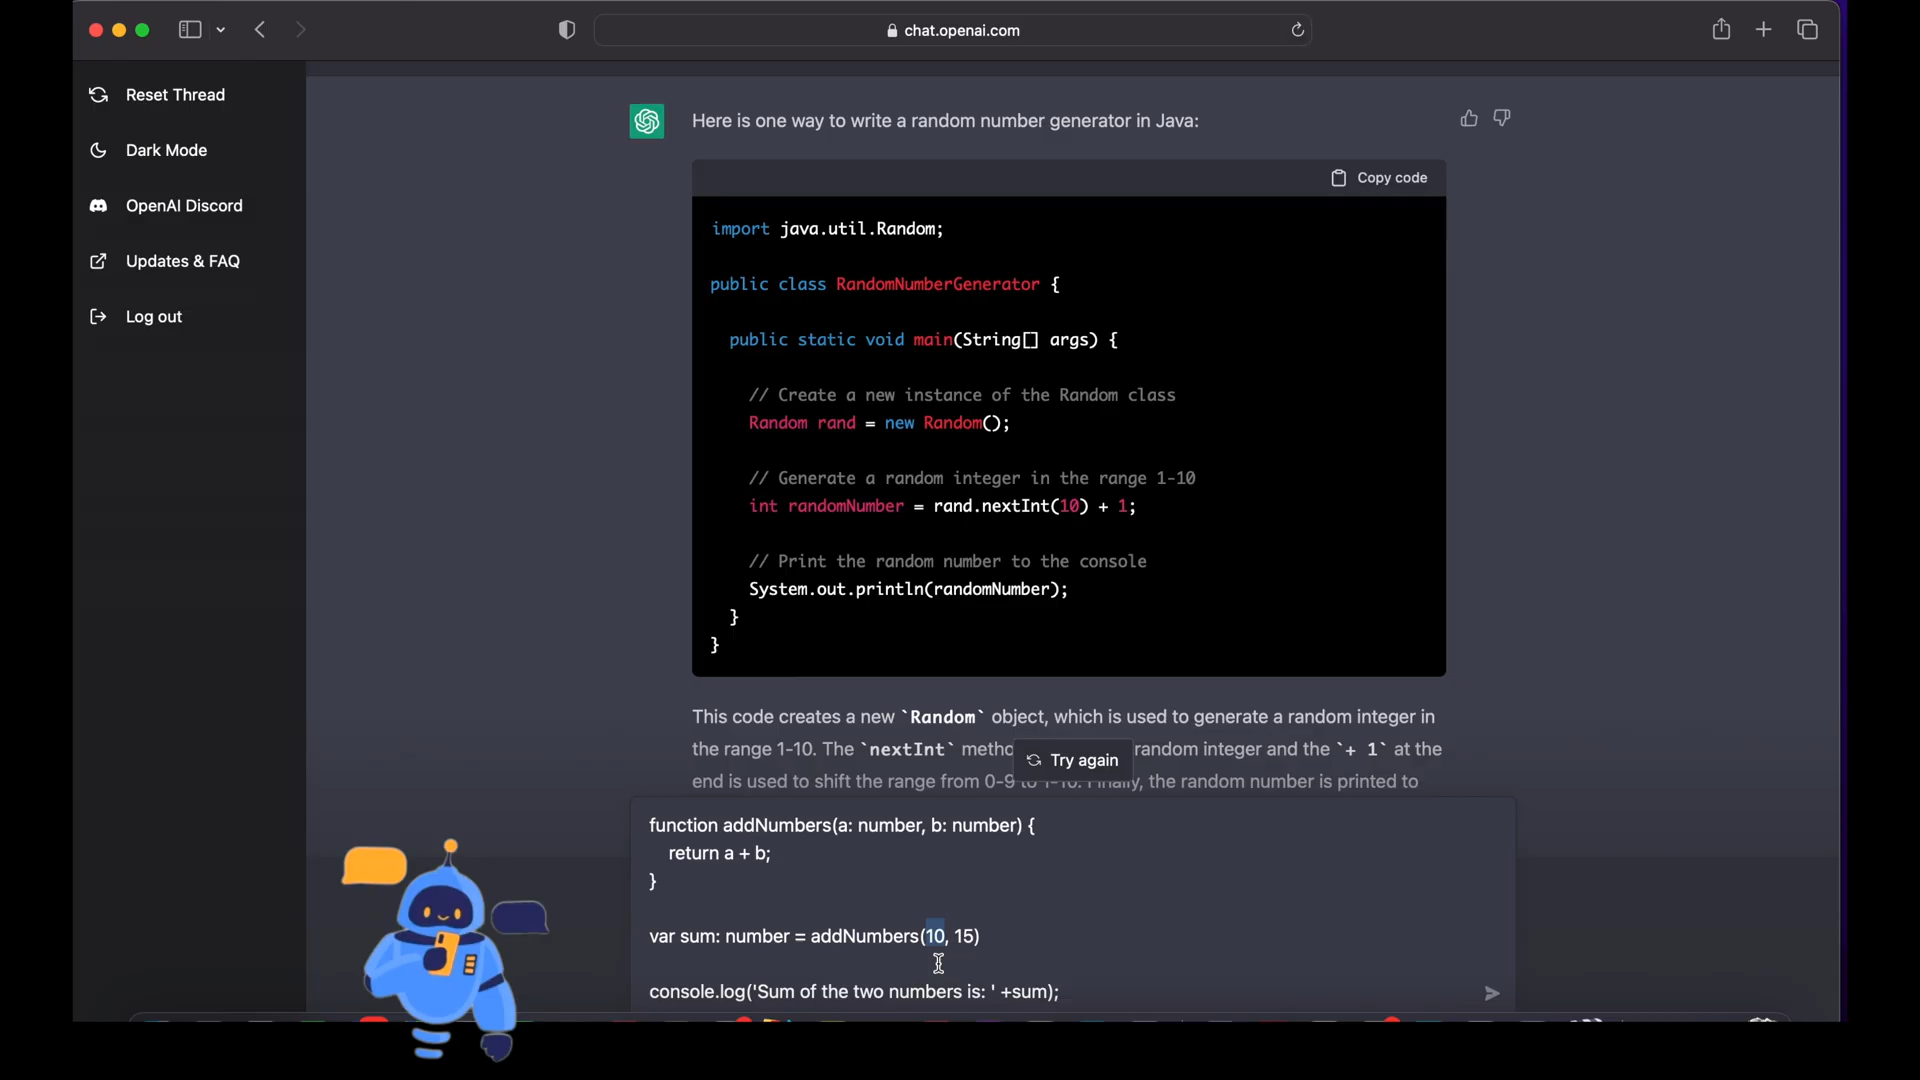 chat.openai.com
Reset Thread
Dark Mode
OpenAI Discord
Updates & FAQ
Log out
Here is one way to write a random number generator in Java:
Copy code
import java.util.Random;
public class RandomNumberGenerator {
public static void main(String[] args) {
// Create a new instance of the Random class
Random rand = new Random();
// Generate a random integer in the range 1-10
int randomNumber = rand.nextInt(10) + 1;
// Print the random number to the console
System.out.println(randomNumber);
}
}
This code creates a new `Random` object, which is used to generate a random integer in
the range 1-10. The `nextInt` random integer and the `+ 1` at the
Try again
end is used to shift the range from 0-9 to 1-10. Finally, the random number is printed to
function addNumbers(a: number, b: number) {
return a + b;
}
var sum: number = addNumbers(10, 15)
console.log('Sum of the two numbers is: ' +sum);